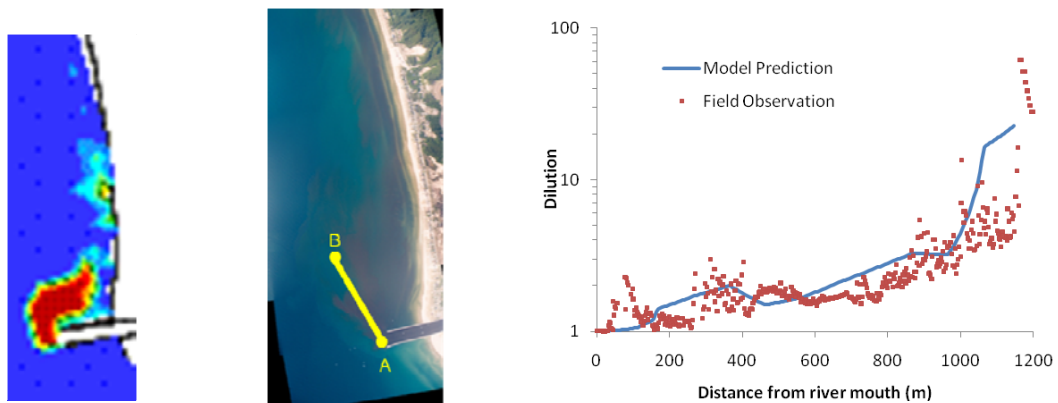 B
A
100
10
1
Dilution
Model Prediction
Field Observation
0
200
400
600
800
1000
1200
Distance from river mouth (m)